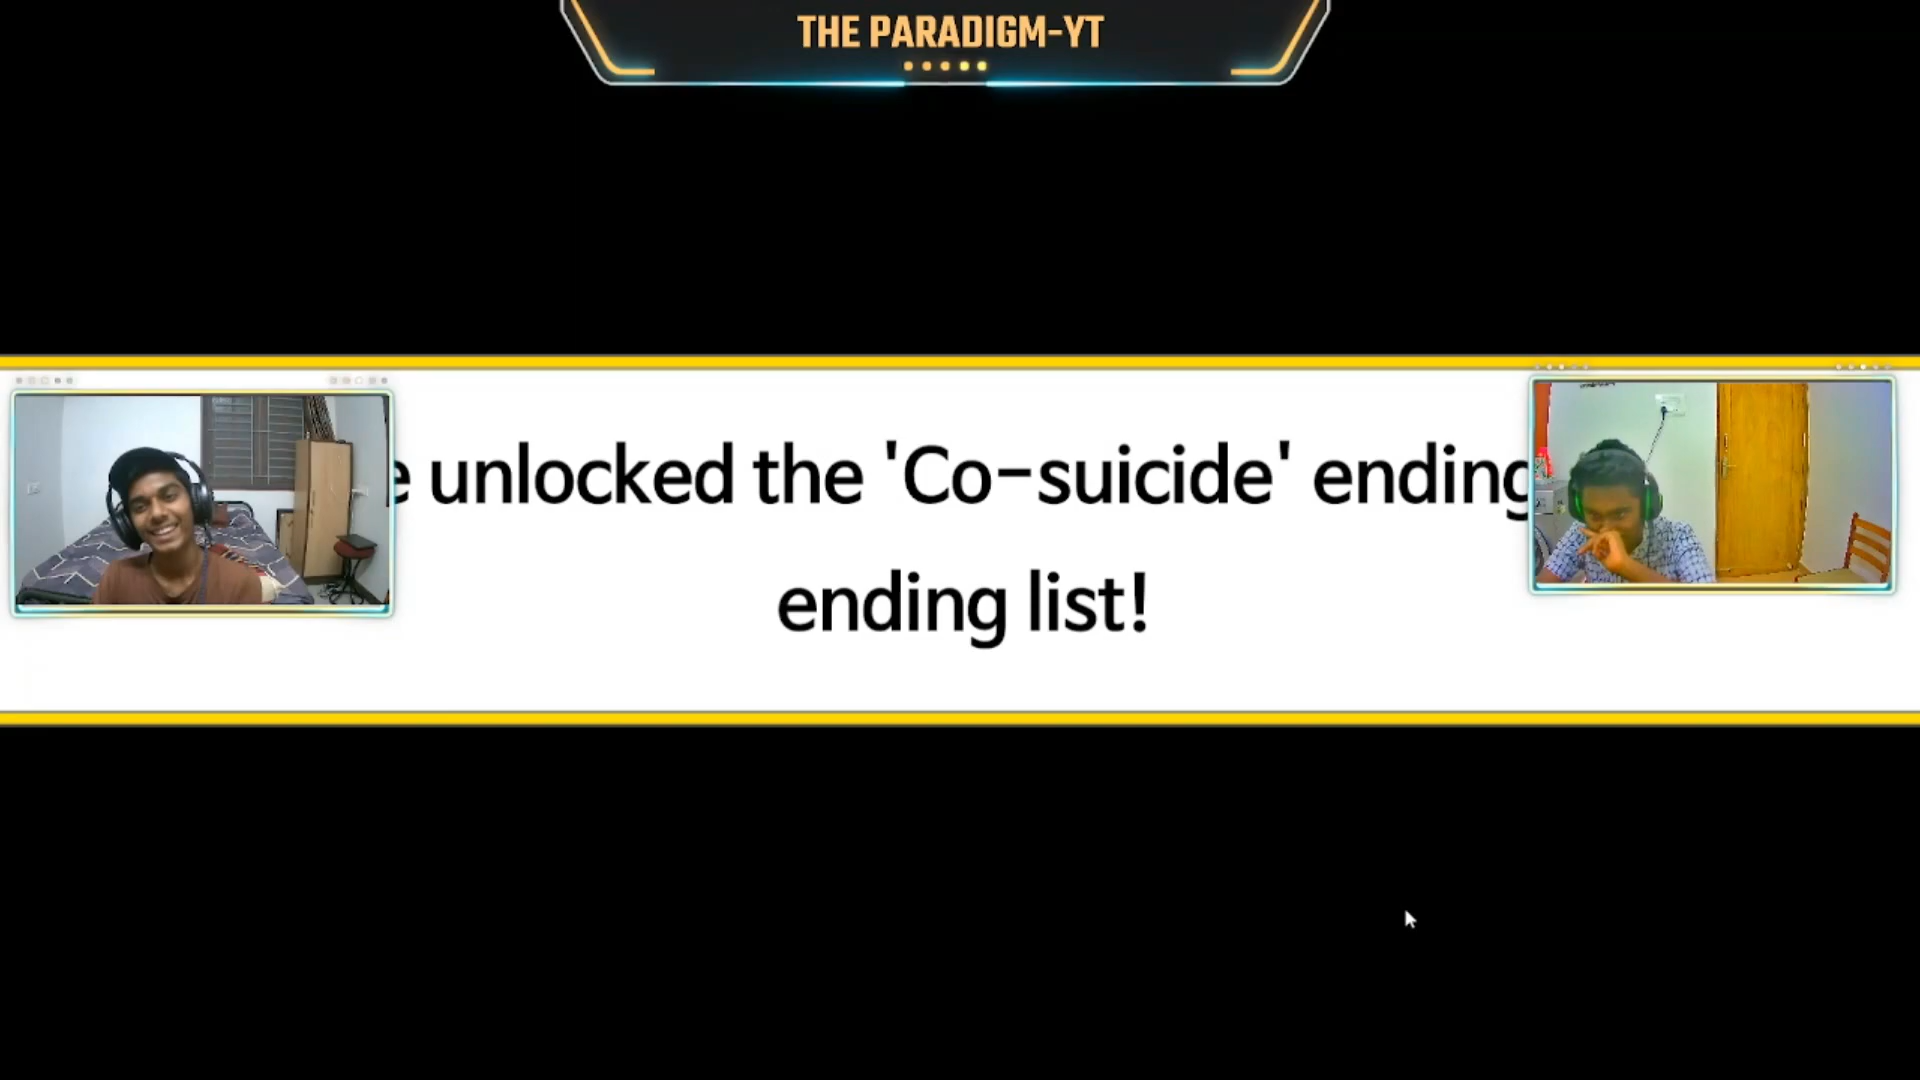 THE PARADIGM-YT
e unlocked the 'Co-suicide' ending
ending list!